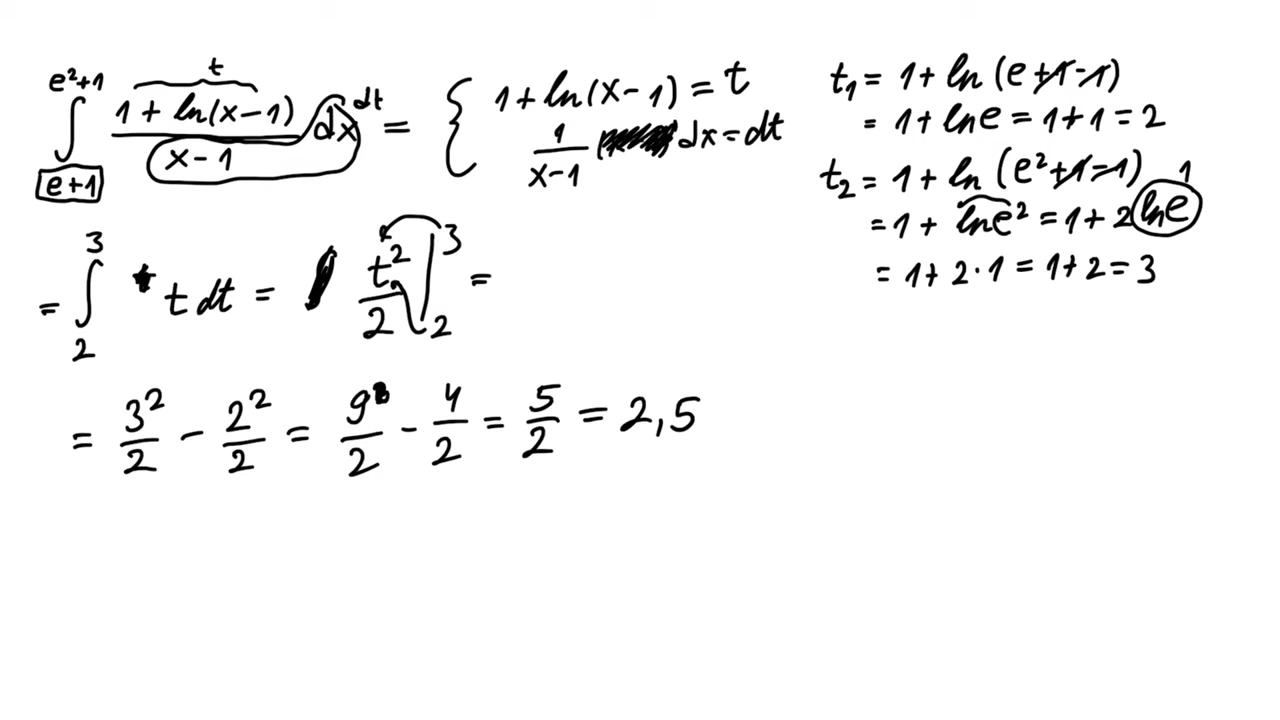 ∫_{e+1}^{e²+1} (1 + ln(x-1))/(x-1) dx = { 1 + ln(x-1) = t
t
dt
1/(x-1) dx = dt
= ∫_2^3 t dt = t²/2 |_2^3 =
= 3²/2 - 2²/2 = 9/2 - 4/2 = 5/2 = 2,5
t₁ = 1 + ln (e+1-1)
= 1 + ln e = 1 + 1 = 2
t₂ = 1 + ln (e²+1-1)
1
= 1 + ln e² = 1 + 2 ln e
= 1 + 2·1 = 1 + 2 = 3